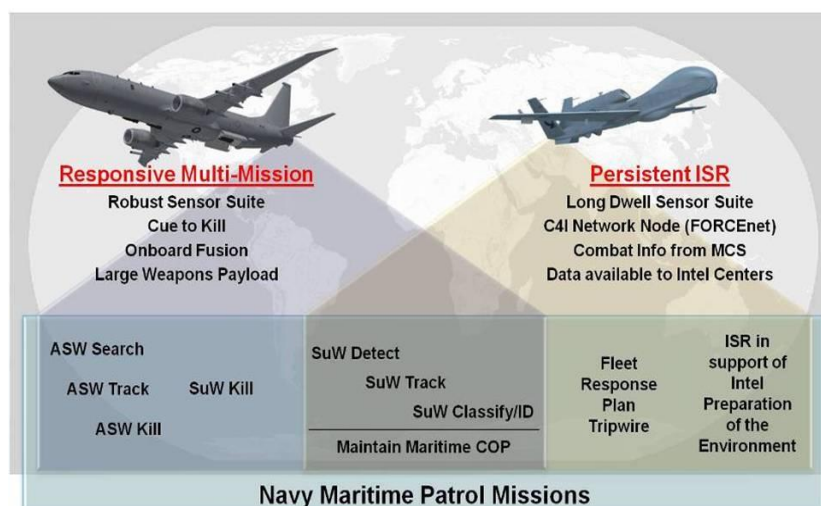 Responsive Multi-Mission
Robust Sensor Suite
Cue to Kill
Onboard Fusion
Large Weapons Payload
Persistent ISR
Long Dwell Sensor Suite
C4I Network Node (FORCEnet)
Combat Info from MCS
Data available to Intel Centers
ASW Search
ASW Track
SuW Kill
ASW Kill
SuW Detect
SuW Track
SuW Classify/ID
Maintain Maritime COP
Fleet
Response
Plan
Tripwire
ISR in
support of
Intel
Preparation
of the
Environment
Navy Maritime Patrol Missions